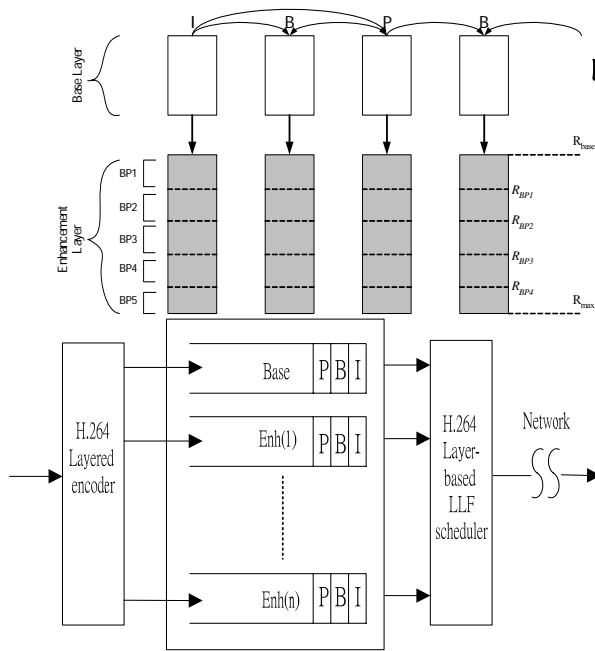 I B P B
Base Layer
R_base
BP1
R_BP1
BP2
R_BP2
Enhancement
Layer
BP3
R_BP3
BP4
R_BP4
BP5
R_max
Base P B I
H.264
Layered
encoder
Enh(1) P B I
H.264
Layer-
based
LLF
scheduler
Network
Enh(n) P B I